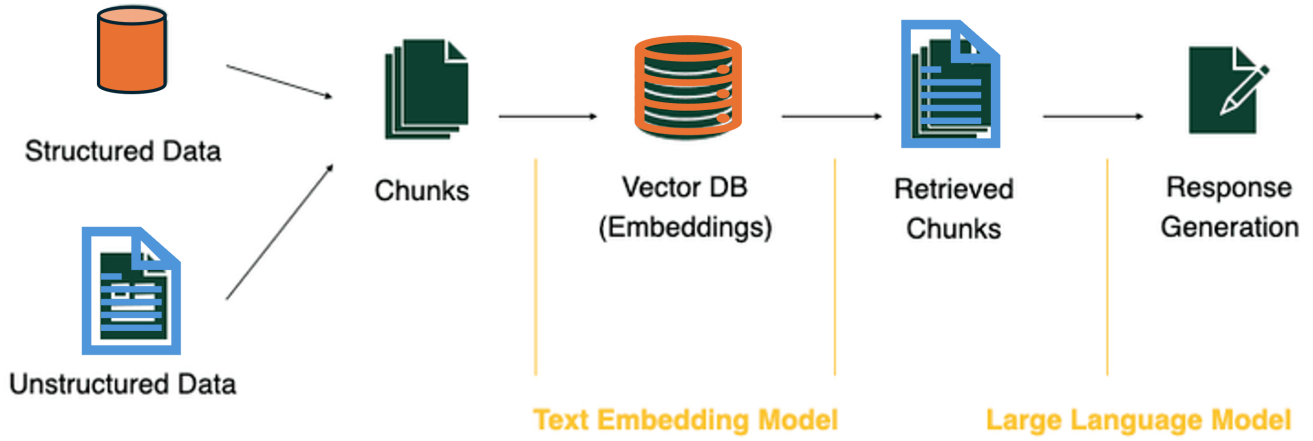 Structured Data
Unstructured Data
Chunks
Vector DB
(Embeddings)
Retrieved
Chunks
Response
Generation
Text Embedding Model
Large Language Model